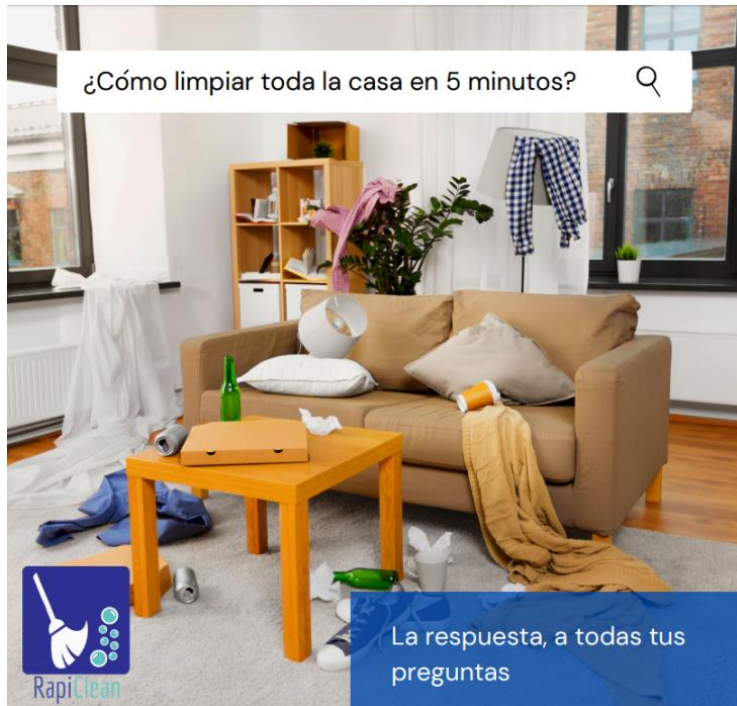 ¿Cómo limpiar toda la casa en 5 minutos?
La respuesta, a todas tus
preguntas
RapiClean